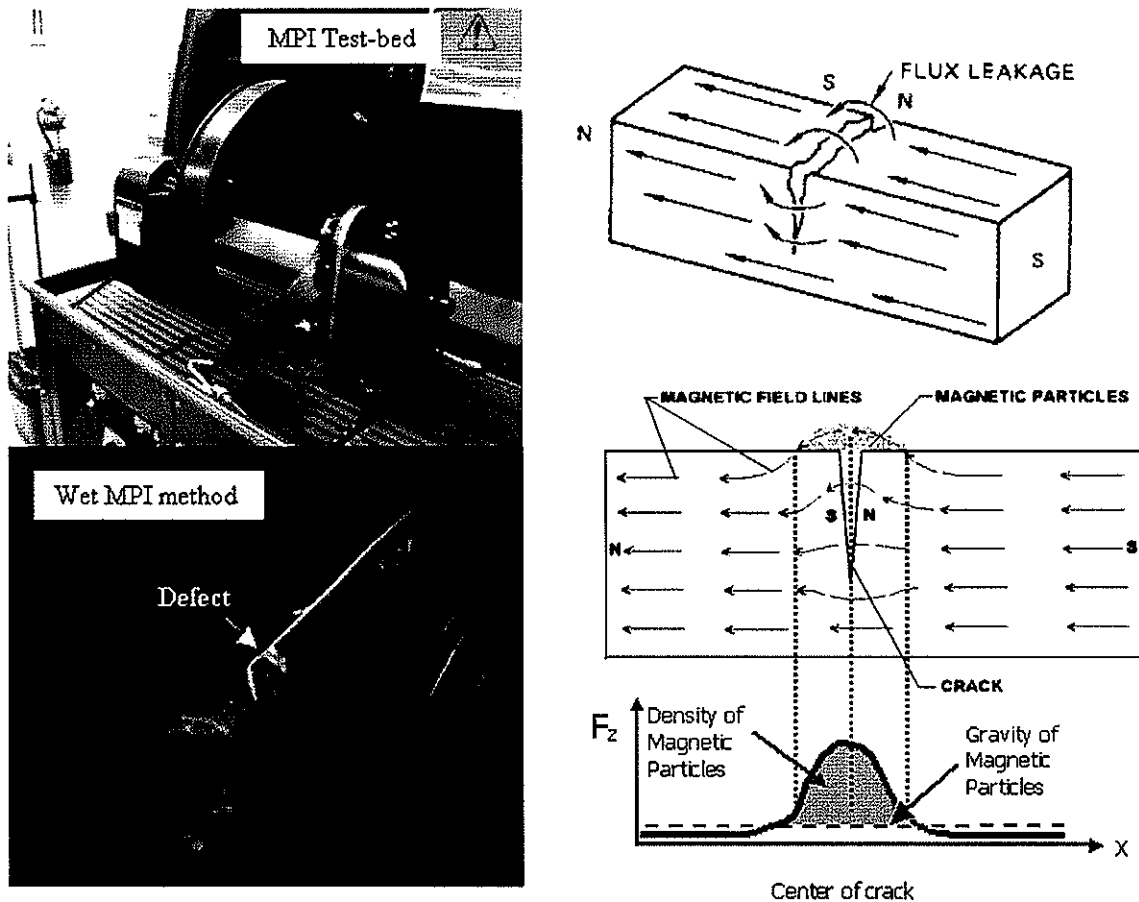 MPI Test-bed
Wet MPI method
Defect
FLUX LEAKAGE
S
N
N
S
MAGNETIC FIELD LINES
MAGNETIC PARTICLES
S
N
N
S
CRACK
Fz
Density of
Magnetic
Particles
Gravity of
Magnetic
Particles
X
Center of crack